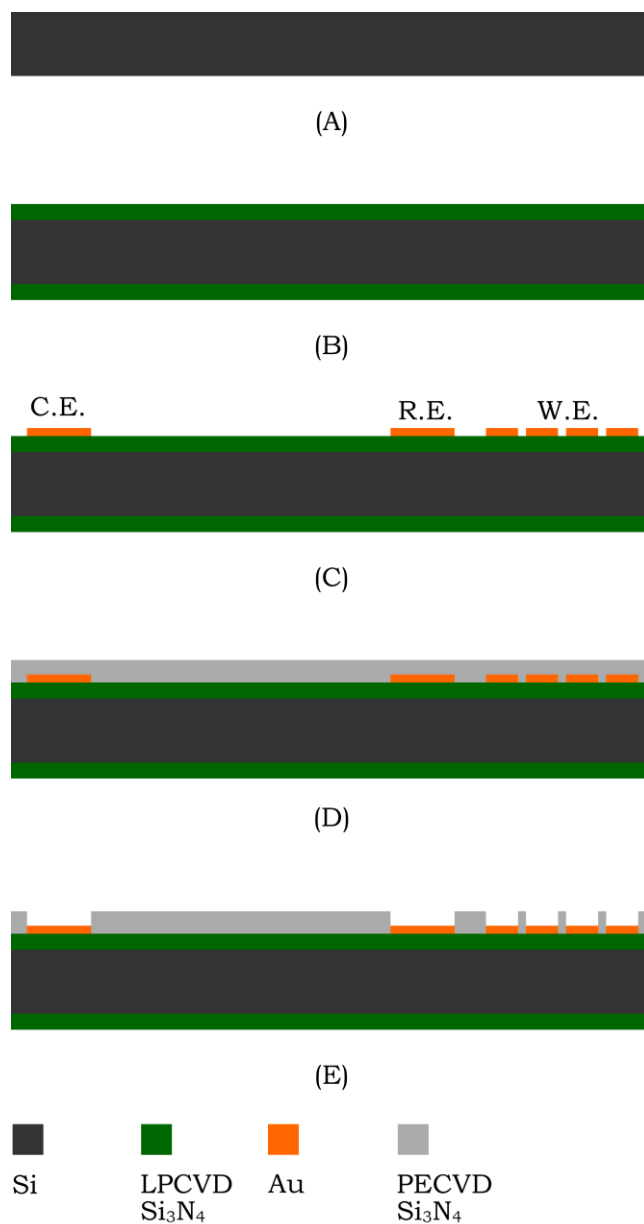 (A)
(B)
C.E. R.E. W.E.
(C)
(D)
(E)
Si LPCVD Au PECVD
Si₃N₄ Si₃N₄